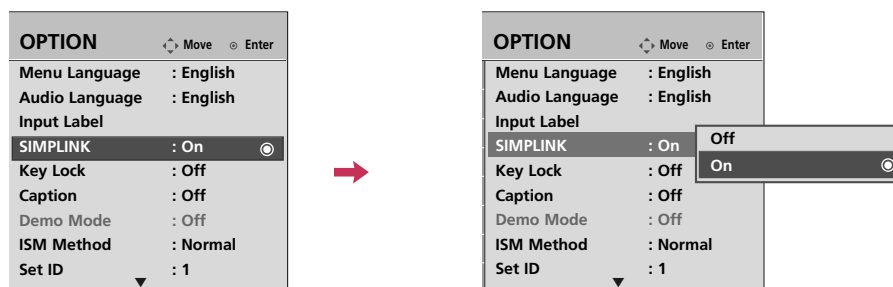 OPTION Move Enter
Menu Language : English
Audio Language : English
Input Label
SIMPLINK : On
Key Lock : Off
Caption : Off
Demo Mode : Off
ISM Method : Normal
Set ID : 1
OPTION Move Enter
Menu Language : English
Audio Language : English
Input Label
SIMPLINK : On
Key Lock : Off
Caption : Off
Demo Mode : Off
ISM Method : Normal
Set ID : 1
Off
On